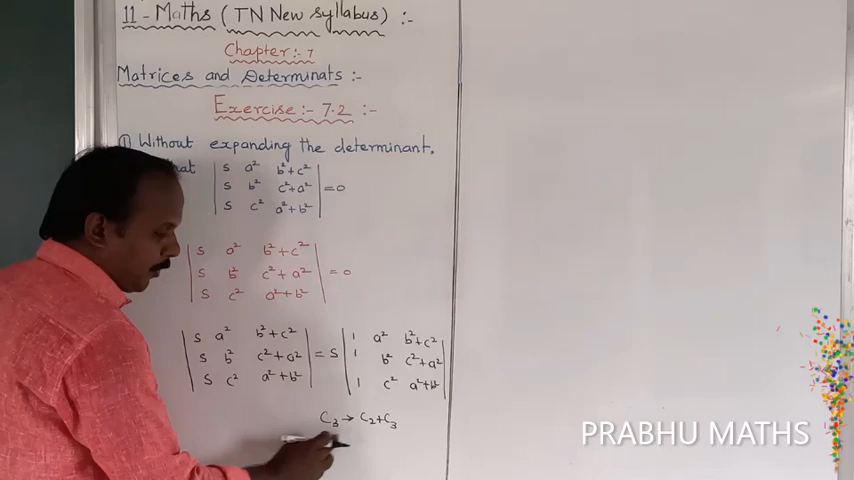 11 - Maths ( TN New syllabus ) :-
Chapter :- 7
Matrices and Determinats :-
Exercise :- 7.2 :-
① Without expanding the determinant.
that | s a² b²+c² |
| s b² c²+a² | = 0
| s c² a²+b² |
| s a² b²+c² |
| s b² c²+a² | = 0
| s c² a²+b² |
| s a² b²+c² | | 1 a² b²+c² |
| s b² c²+a² | = s | 1 b² c²+a² |
| s c² a²+b² | | 1 c² a²+b² |
C₃ → C₂+C₃
PRABHU MATHS